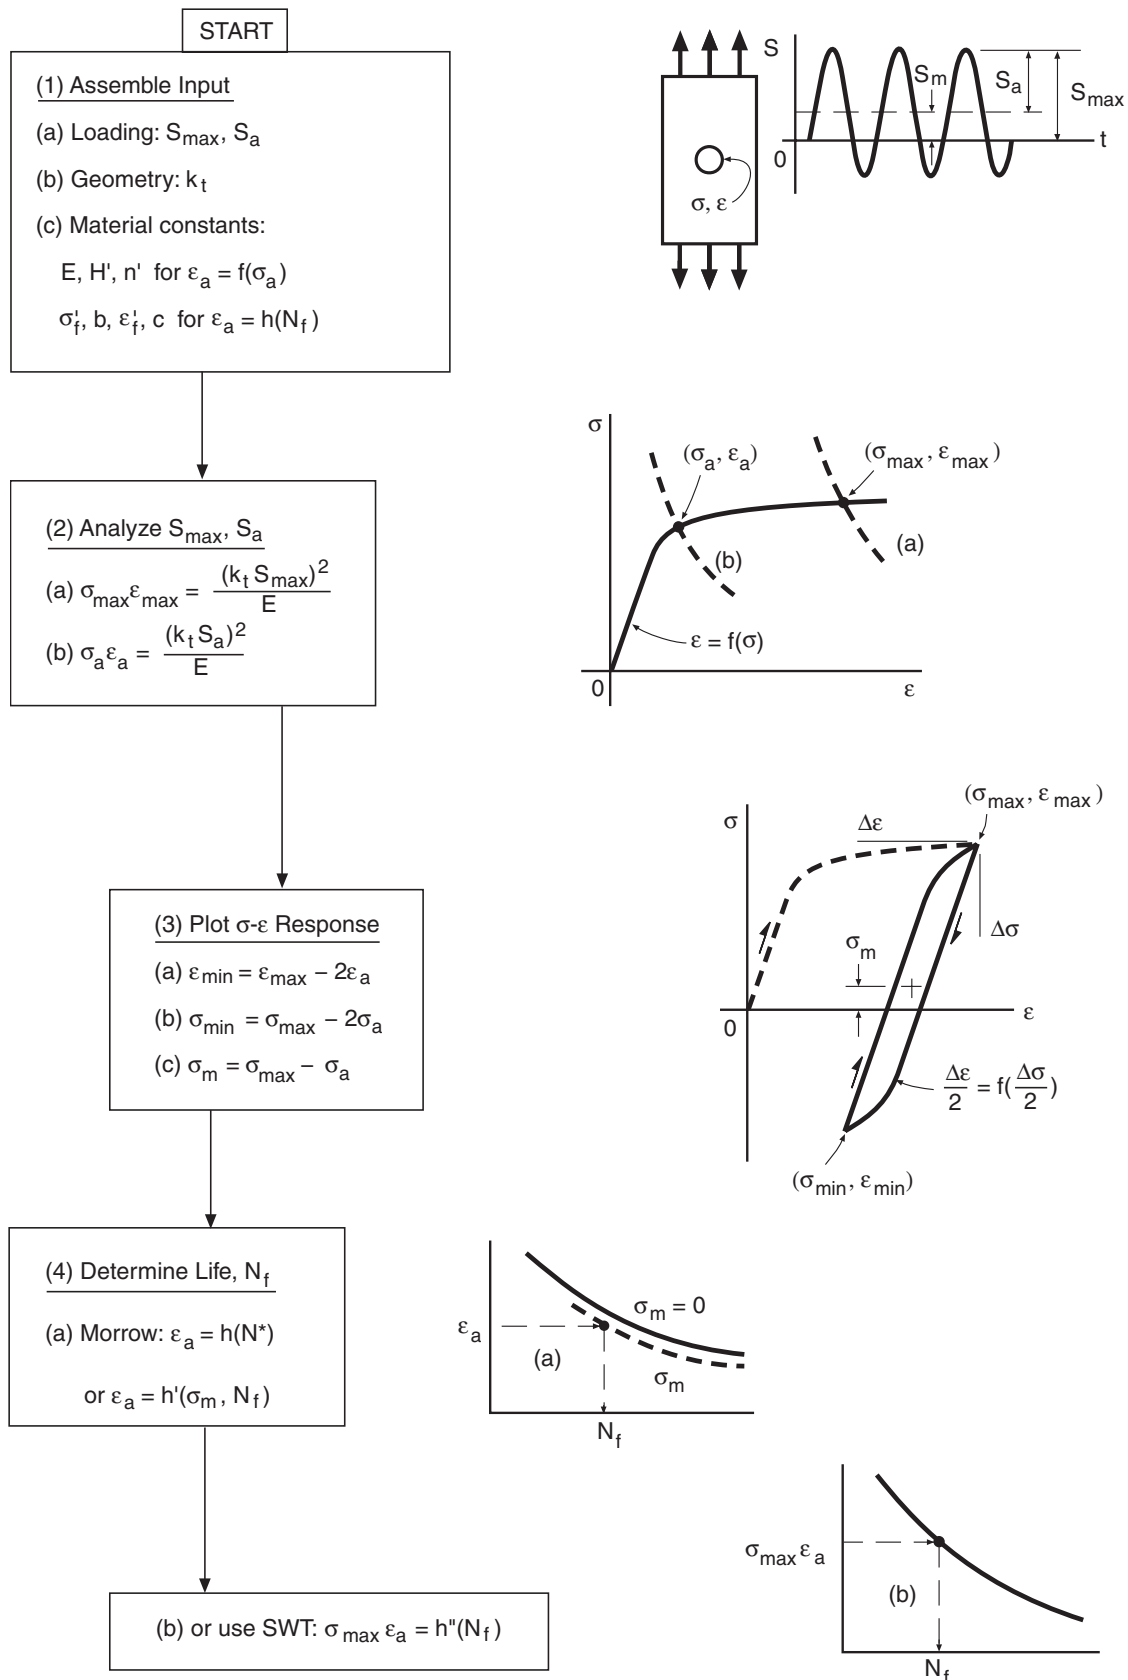 START
(1) Assemble Input
(a) Loading: S_max, S_a
(b) Geometry: k_t
(c) Material constants:
E, H', n' for ε_a = f(σ_a)
σ'_f, b, ε'_f, c for ε_a = h(N_f)
S
S_m
S_a
S_max
0
t
σ, ε
(2) Analyze S_max, S_a
(a) σ_max ε_max = (k_t S_max)^2 / E
(b) σ_a ε_a = (k_t S_a)^2 / E
σ
(σ_a, ε_a)
(σ_max, ε_max)
(b)
(a)
ε = f(σ)
0
ε
(3) Plot σ-ε Response
(a) ε_min = ε_max − 2ε_a
(b) σ_min = σ_max − 2σ_a
(c) σ_m = σ_max − σ_a
(σ_max, ε_max)
σ
Δε
Δσ
σ_m
0
ε
Δε/2 = f(Δσ/2)
(σ_min, ε_min)
(4) Determine Life, N_f
(a) Morrow: ε_a = h(N*)
or ε_a = h'(σ_m, N_f)
σ_m = 0
ε_a
(a)
σ_m
N_f
(b) or use SWT: σ_max ε_a = h"(N_f)
σ_max ε_a
(b)
N_f